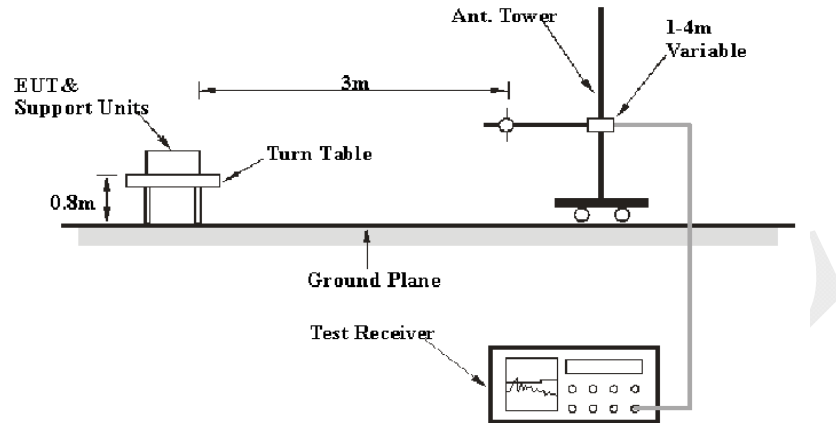 Ant. Tower
1-4m
Variable
EUT&
Support Units
3m
Turn Table
0.8m
Ground Plane
Test Receiver